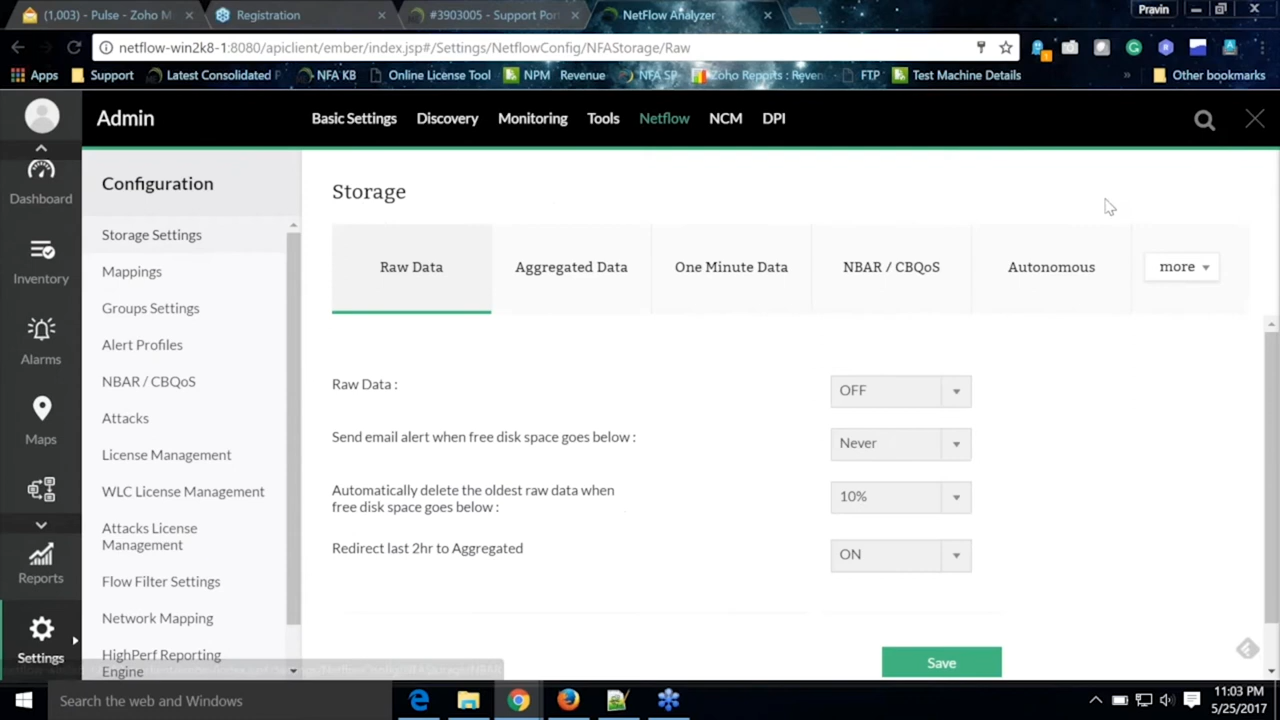 (1,003) - Pulse - Zoho M
Registration
#3903005 - Support Por
NetFlow Analyzer
Pravin
netflow-win2k8-1:8080/apiclient/ember/index.jsp#/Settings/NetflowConfig/NFAStorage/Raw
Apps
Support
Latest Consolidated P
NFA KB
Online License Tool
NPM
Revenue
NFA SP
Zoho Reports : Reven
FTP
Test Machine Details
»
Other bookmarks
Admin
Basic Settings
Discovery
Monitoring
Tools
Netflow
NCM
DPI
Dashboard
Inventory
Alarms
Maps
Reports
Settings
Configuration
Storage Settings
Mappings
Groups Settings
Alert Profiles
NBAR / CBQoS
Attacks
License Management
WLC License Management
Attacks License
Management
Flow Filter Settings
Network Mapping
HighPerf Reporting
Engine
Storage
Raw Data
Aggregated Data
One Minute Data
NBAR / CBQoS
Autonomous
more
Raw Data :
OFF
Send email alert when free disk space goes below :
Never
Automatically delete the oldest raw data when
free disk space goes below :
10%
Redirect last 2hr to Aggregated
ON
Save
Search the web and Windows
11:03 PM
5/25/2017